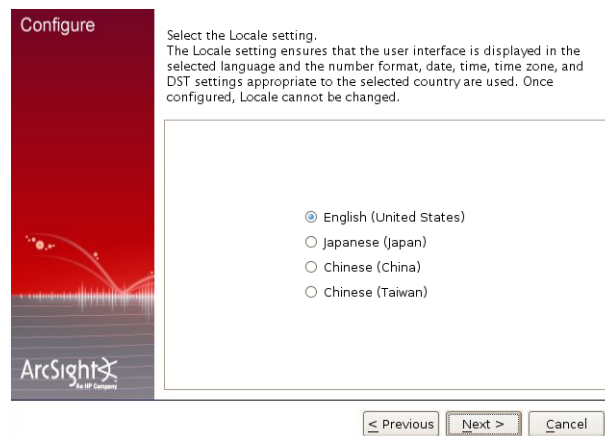 Configure
Select the Locale setting.
The Locale setting ensures that the user interface is displayed in the
selected language and the number format, date, time, time zone, and
DST settings appropriate to the selected country are used. Once
configured, Locale cannot be changed.
English (United States)
Japanese (Japan)
Chinese (China)
Chinese (Taiwan)
ArcSight
An HP Company
< Previous
Next >
Cancel